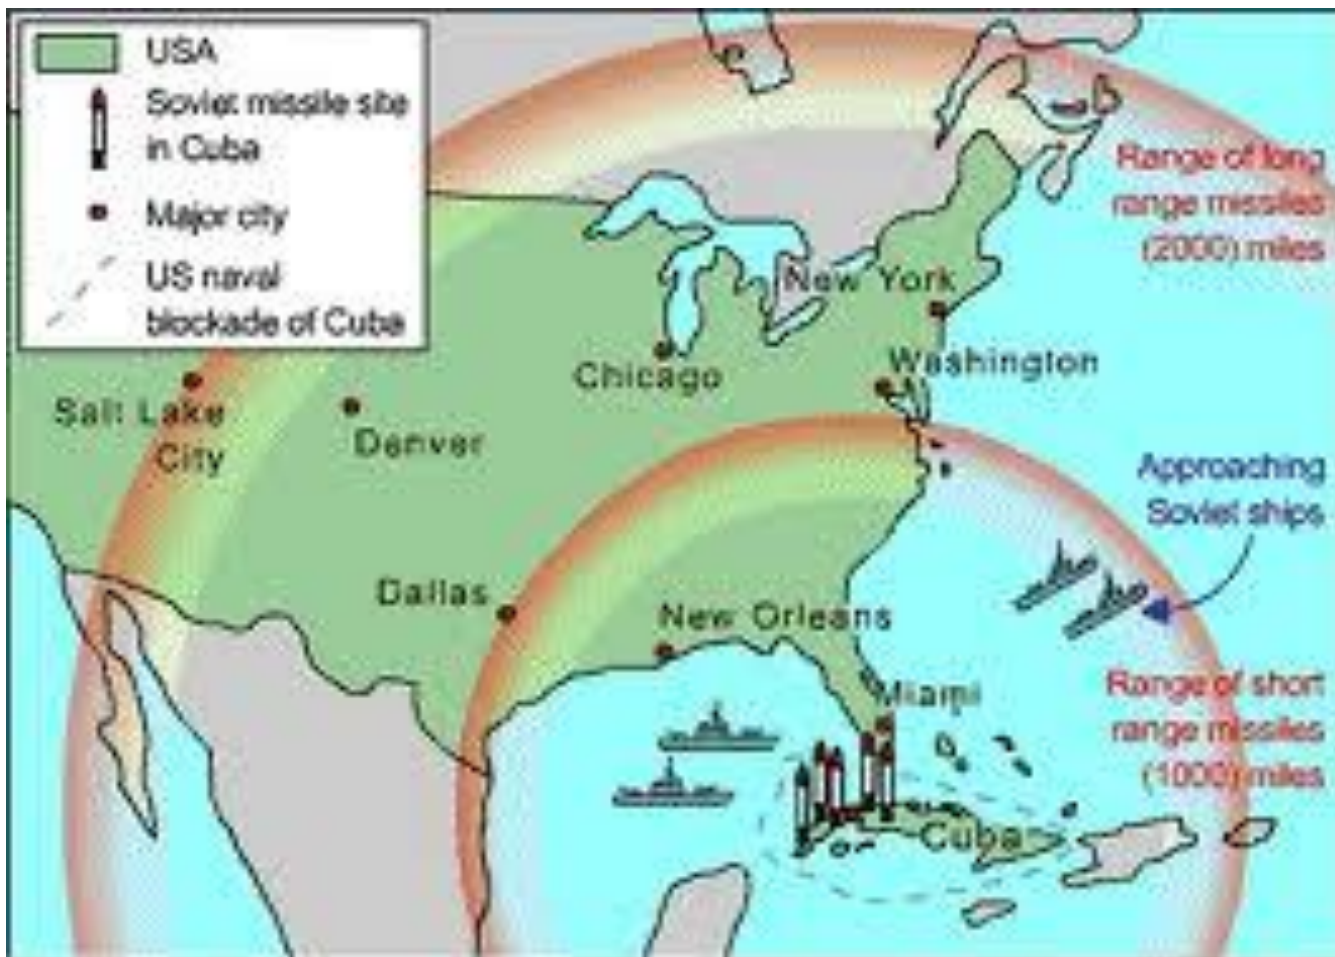 USA
Soviet missile site
in Cuba
Major city
US naval
blockade of Cuba
Range of long
range missiles
(2000) miles
New York
Washington
Chicago
Salt Lake
City
Denver
Approaching
Soviet ships
Dallas
New Orleans
Miami
Range of short
range missiles
(1000) miles
Cuba